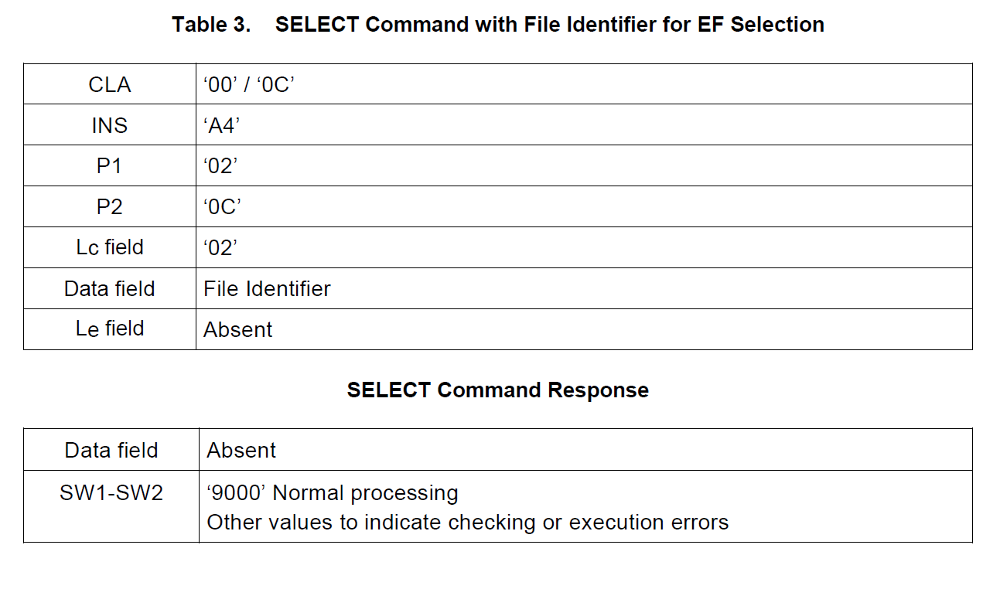 Table 3. SELECT Command with File Identifier for EF Selection
CLA ‘00’ / ‘0C’
INS ‘A4’
P1 ‘02’
P2 ‘0C’
Lc field ‘02’
Data field File Identifier
Le field Absent
SELECT Command Response
Data field Absent
SW1-SW2 ‘9000’ Normal processing
Other values to indicate checking or execution errors